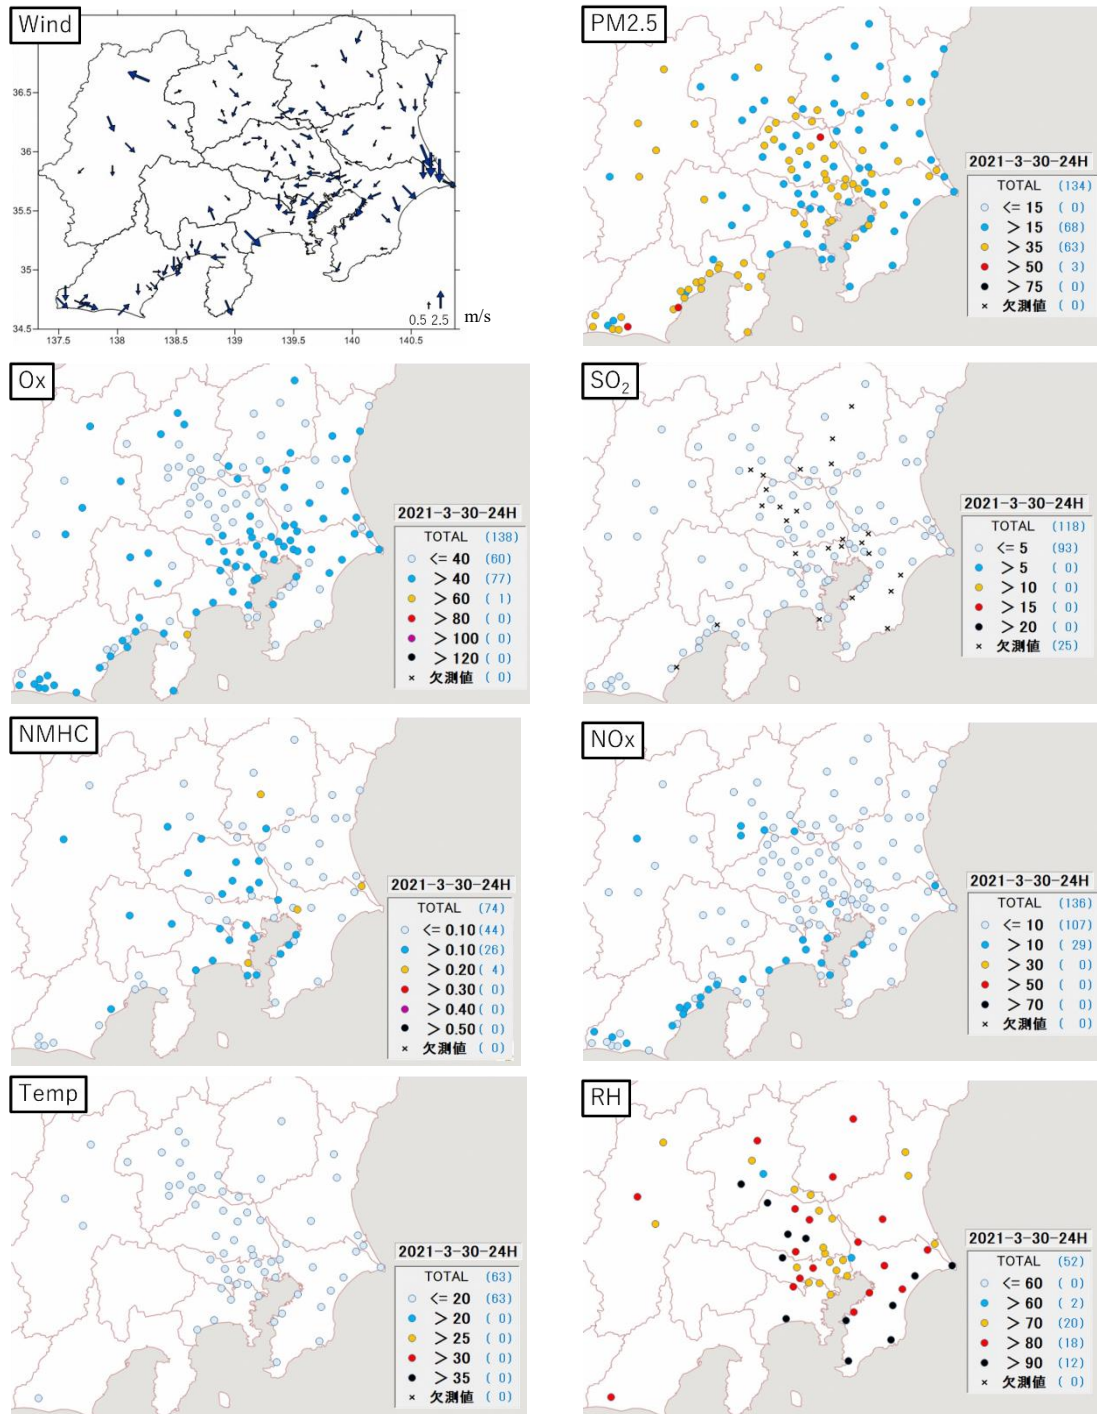 Wind
36.5
36
35.5
35
34.5
137.5 138 138.5 139 139.5 140 140.5
0.5 2.5 m/s
PM2.5
2021-3-30-24H
TOTAL (134)
<= 15 ( 0)
> 15 (68)
> 35 (63)
> 50 ( 3)
> 75 ( 0)
× 欠測値 ( 0)
Ox
2021-3-30-24H
TOTAL (138)
<= 40 (60)
> 40 (77)
> 60 ( 1)
> 80 ( 0)
> 100 ( 0)
> 120 ( 0)
× 欠測値 ( 0)
SO2
2021-3-30-24H
TOTAL (118)
<= 5 (93)
> 5 ( 0)
> 10 ( 0)
> 15 ( 0)
> 20 ( 0)
× 欠測値 (25)
NMHC
2021-3-30-24H
TOTAL (74)
<= 0.10 (44)
> 0.10 (26)
> 0.20 ( 4)
> 0.30 ( 0)
> 0.40 ( 0)
> 0.50 ( 0)
× 欠測値 ( 0)
NOx
2021-3-30-24H
TOTAL (136)
<= 10 (107)
> 10 ( 29)
> 30 ( 0)
> 50 ( 0)
> 70 ( 0)
× 欠測値 ( 0)
Temp
2021-3-30-24H
TOTAL (63)
<= 20 (63)
> 20 ( 0)
> 25 ( 0)
> 30 ( 0)
> 35 ( 0)
× 欠測値 ( 0)
RH
2021-3-30-24H
TOTAL (52)
<= 60 ( 0)
> 60 ( 2)
> 70 (20)
> 80 (18)
> 90 (12)
× 欠測値 ( 0)